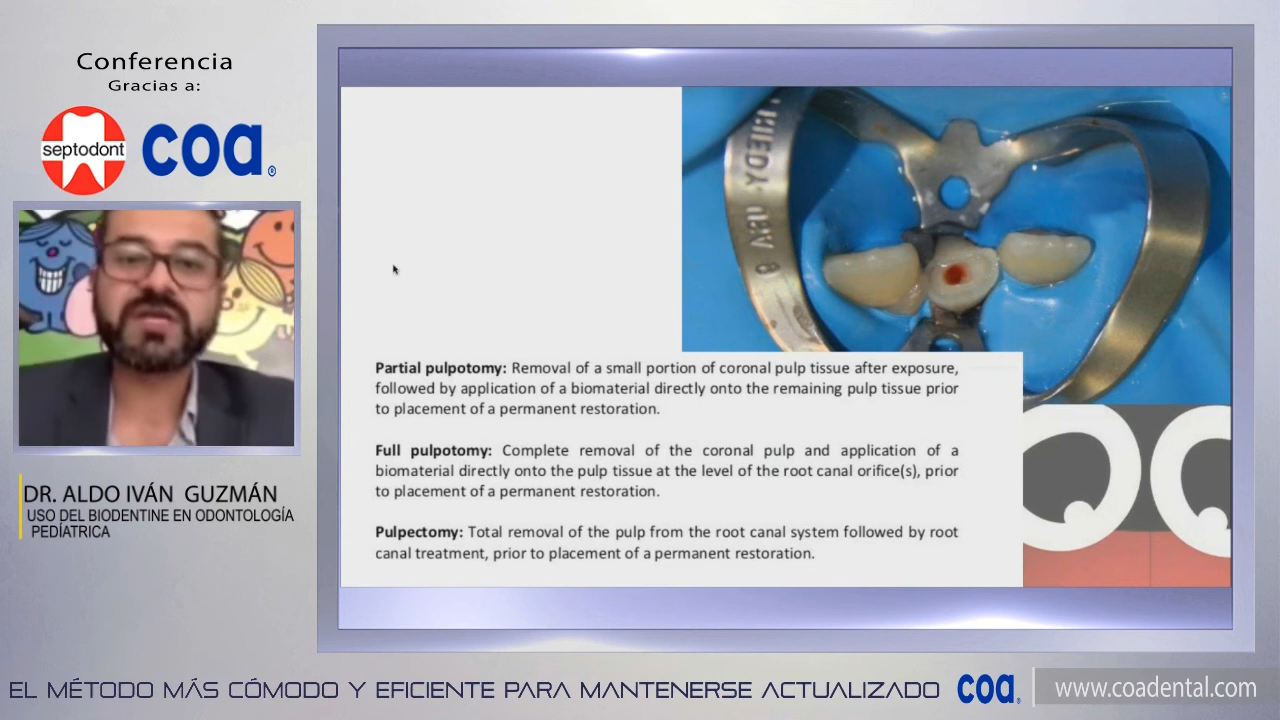 Conferencia
Gracias a:
septodont
coa®
DR. ALDO IVÁN GUZMÁN
USO DEL BIODENTINE EN ODONTOLOGÍA
PEDÍATRICA
Partial pulpotomy: Removal of a small portion of coronal pulp tissue after exposure,
followed by application of a biomaterial directly onto the remaining pulp tissue prior
to placement of a permanent restoration.
Full pulpotomy: Complete removal of the coronal pulp and application of a
biomaterial directly onto the pulp tissue at the level of the root canal orifice(s), prior
to placement of a permanent restoration.
Pulpectomy: Total removal of the pulp from the root canal system followed by root
canal treatment, prior to placement of a permanent restoration.
EL MÉTODO MÁS CÓMODO Y EFICIENTE PARA MANTENERSE ACTUALIZADO
coa®
www.coadental.com